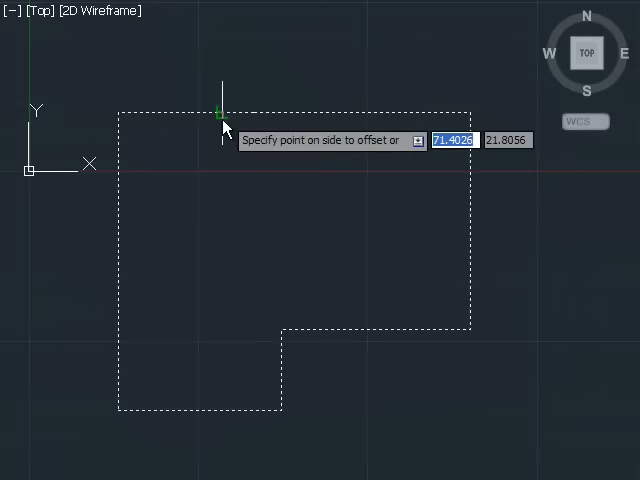 [−] [Top] [2D Wireframe]
N
W TOP E
S
WCS
Y
X
Specify point on side to offset or 71.4026 21.8056